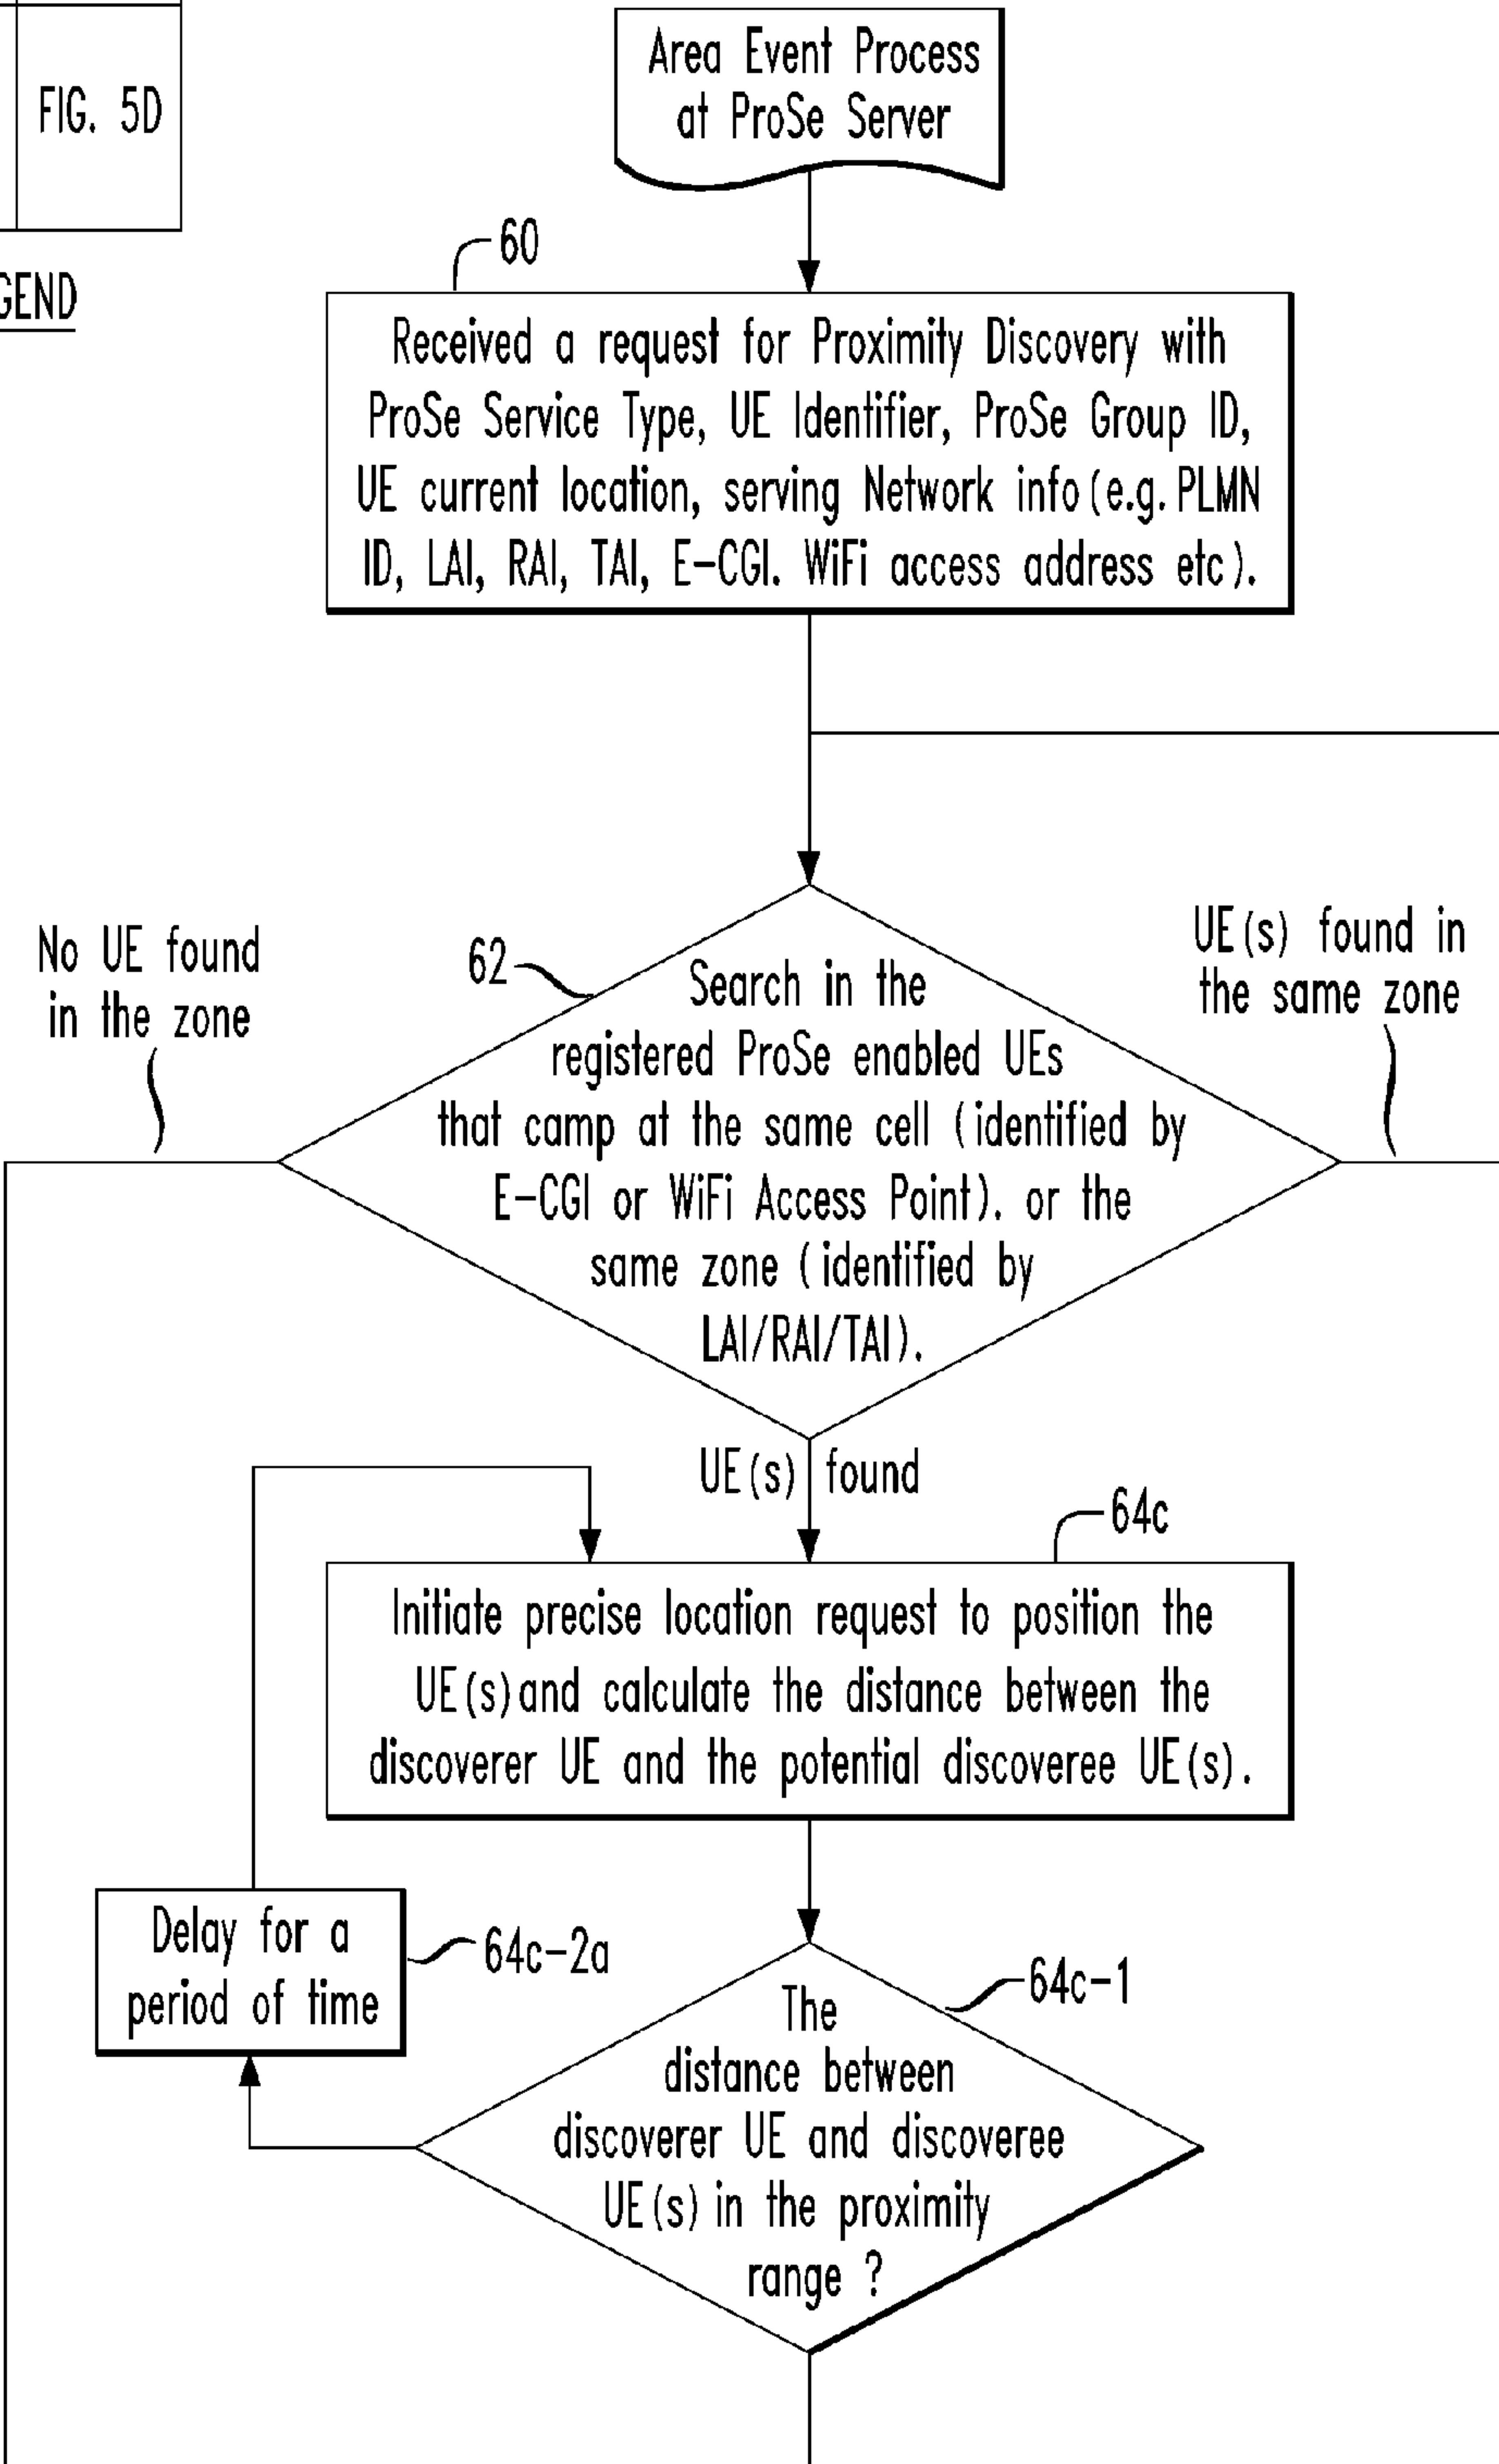 FIG. 5D
GEND
Area Event Process
at ProSe Server
60
Received a request for Proximity Discovery with
ProSe Service Type, UE Identifier, ProSe Group ID,
UE current location, serving Network info (e.g. PLMN
ID, LAI, RAI, TAI, E-CGI. WiFi access address etc).
No UE found
in the zone
62
UE(s) found in
the same zone
Search in the
registered ProSe enabled UEs
that camp at the same cell (identified by
E-CGI or WiFi Access Point). or the
same zone (identified by
LAI/RAI/TAI).
UE(s) found
64c
Initiate precise location request to position the
UE(s) and calculate the distance between the
discoverer UE and the potential discoveree UE(s).
Delay for a
period of time
64c-2a
64c-1
The
distance between
discoverer UE and discoveree
UE(s) in the proximity
range ?